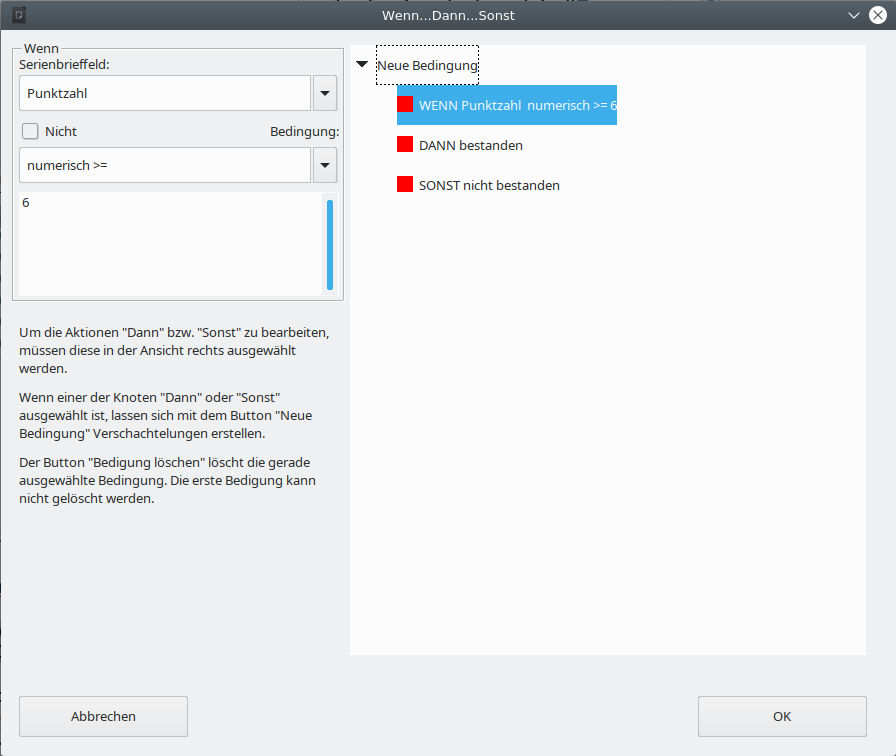 Wenn...Dann...Sonst
Wenn
Serienbrieffeld:
Punktzahl
Nicht Bedingung:
numerisch >=
6
Um die Aktionen "Dann" bzw. "Sonst" zu bearbeiten,
müssen diese in der Ansicht rechts ausgewählt
werden.
Wenn einer der Knoten "Dann" oder "Sonst"
ausgewählt ist, lassen sich mit dem Button "Neue
Bedingung" Verschachtelungen erstellen.
Der Button "Bedigung löschen" löscht die gerade
ausgewählte Bedingung. Die erste Bedigung kann
nicht gelöscht werden.
Neue Bedingung
WENN Punktzahl numerisch >= 6
DANN bestanden
SONST nicht bestanden
Abbrechen
OK